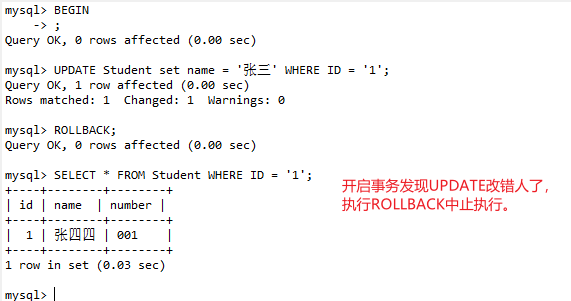 mysql> BEGIN
    -> ;
Query OK, 0 rows affected (0.00 sec)
mysql> UPDATE Student set name = '张三' WHERE ID = '1';
Query OK, 1 row affected (0.00 sec)
Rows matched: 1  Changed: 1  Warnings: 0
mysql> ROLLBACK;
Query OK, 0 rows affected (0.00 sec)
mysql> SELECT * FROM Student WHERE ID = '1';
+----+--------+--------+
| id | name   | number |
+----+--------+--------+
|  1 | 张四四 | 001    |
+----+--------+--------+
1 row in set (0.03 sec)
mysql>
开启事务发现UPDATE改错人了，
执行ROLLBACK中止执行。